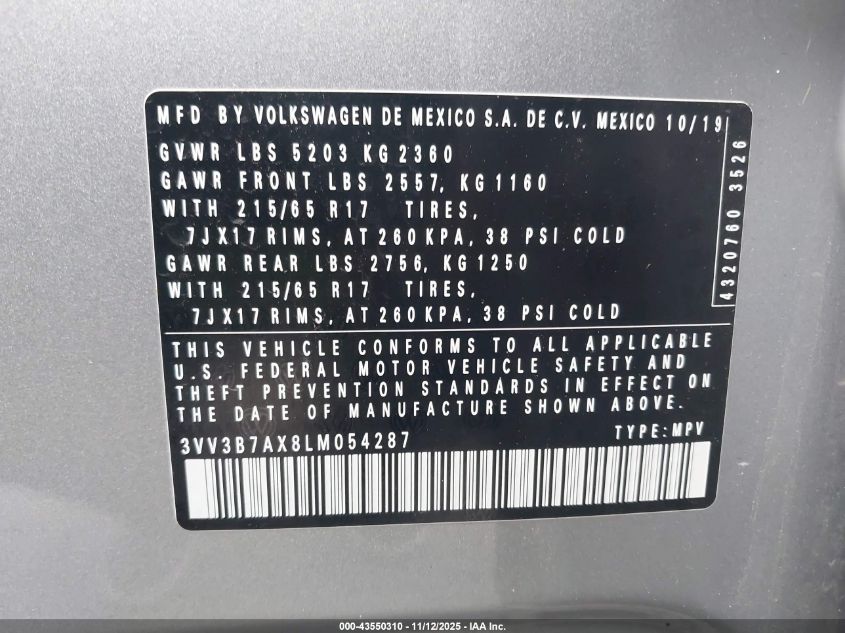 MFD BY VOLKSWAGEN DE MEXICO S.A. DE C.V. MEXICO 10/19
GVWR LBS 5203 KG 2360
GAWR FRONT LBS 2557, KG 1160
WITH 215/65 R17 TIRES,
7JX17 RIMS, AT 260 KPA, 38 PSI COLD
GAWR REAR LBS 2756, KG 1250
WITH 215/65 R17 TIRES,
7JX17 RIMS, AT 260 KPA, 38 PSI COLD
4320760 3526
THIS VEHICLE CONFORMS TO ALL APPLICABLE
U.S. FEDERAL MOTOR VEHICLE SAFETY AND
THEFT PREVENTION STANDARDS IN EFFECT ON
THE DATE OF MANUFACTURE SHOWN ABOVE.
3VV3B7AX8LM054287 TYPE: MPV
000-43550310 - 11/12/2025 - IAA Inc.